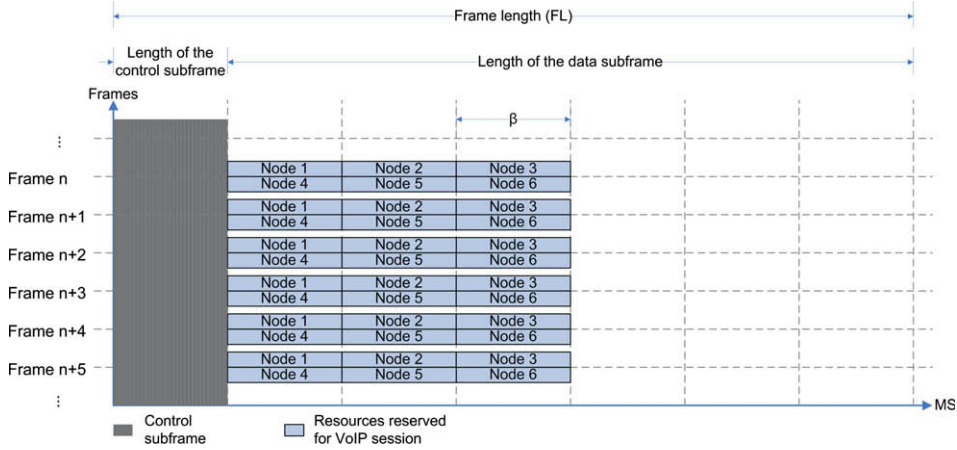 Frame length (FL)
Length of the
control subframe
Length of the data subframe
Frames
β
...
Frame n
Node 1 Node 2 Node 3
Node 4 Node 5 Node 6
Frame n+1
Node 1 Node 2 Node 3
Node 4 Node 5 Node 6
Frame n+2
Node 1 Node 2 Node 3
Node 4 Node 5 Node 6
Frame n+3
Node 1 Node 2 Node 3
Node 4 Node 5 Node 6
Frame n+4
Node 1 Node 2 Node 3
Node 4 Node 5 Node 6
Frame n+5
Node 1 Node 2 Node 3
Node 4 Node 5 Node 6
...
MS
Control
subframe
Resources reserved
for VoIP session